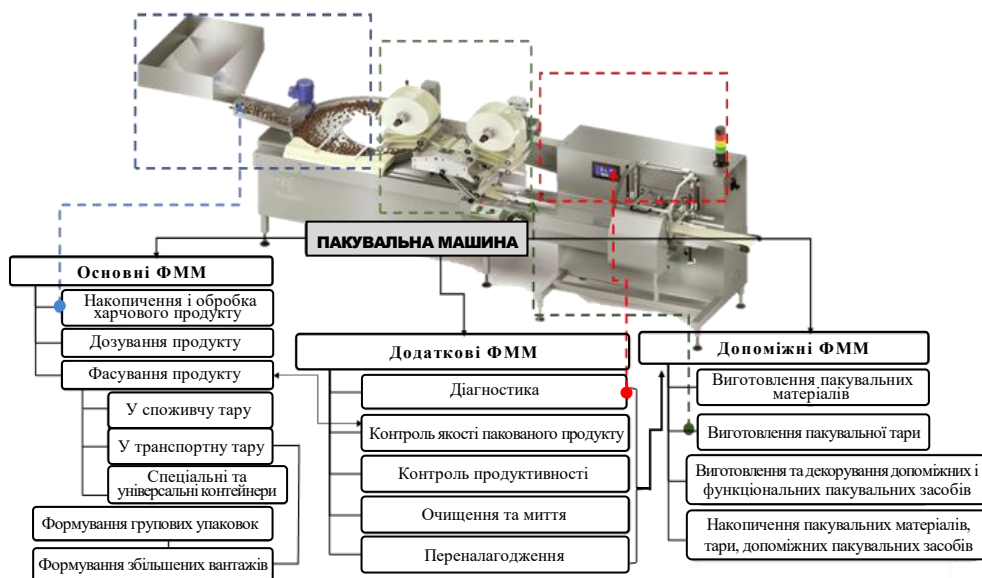 ПАКУВАЛЬНА МАШИНА
Основні ФММ
Накопичення і обробка
харчового продукту
Дозування продукту
Фасування продукту
У споживчу тару
У транспортну тару
Спеціальні та
універсальні контейнери
Формування групових упаковок
Формування збільшених вантажів
Додаткові ФММ
Діагностика
Контроль якості пакованого продукту
Контроль продуктивності
Очищення та миття
Переналагодження
Допоміжні ФММ
Виготовлення пакувальних
матеріалів
Виготовлення пакувальної тари
Виготовлення та декорування допоміжних і
функціональних пакувальних засобів
Накопичення пакувальних матеріалів,
тари, допоміжних пакувальних засобів